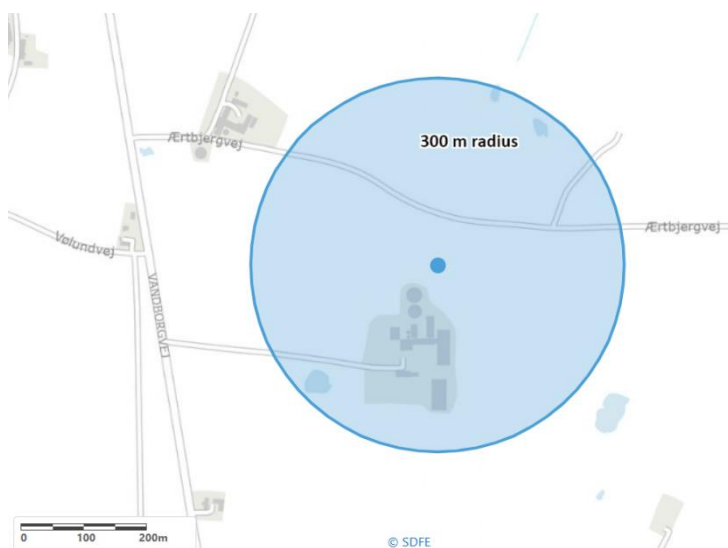 300 m radius
Ærtbjergvej
Ærtbjergvej
Vølundvej
VANDBORGVEJ
0 100 200m
© SDFE